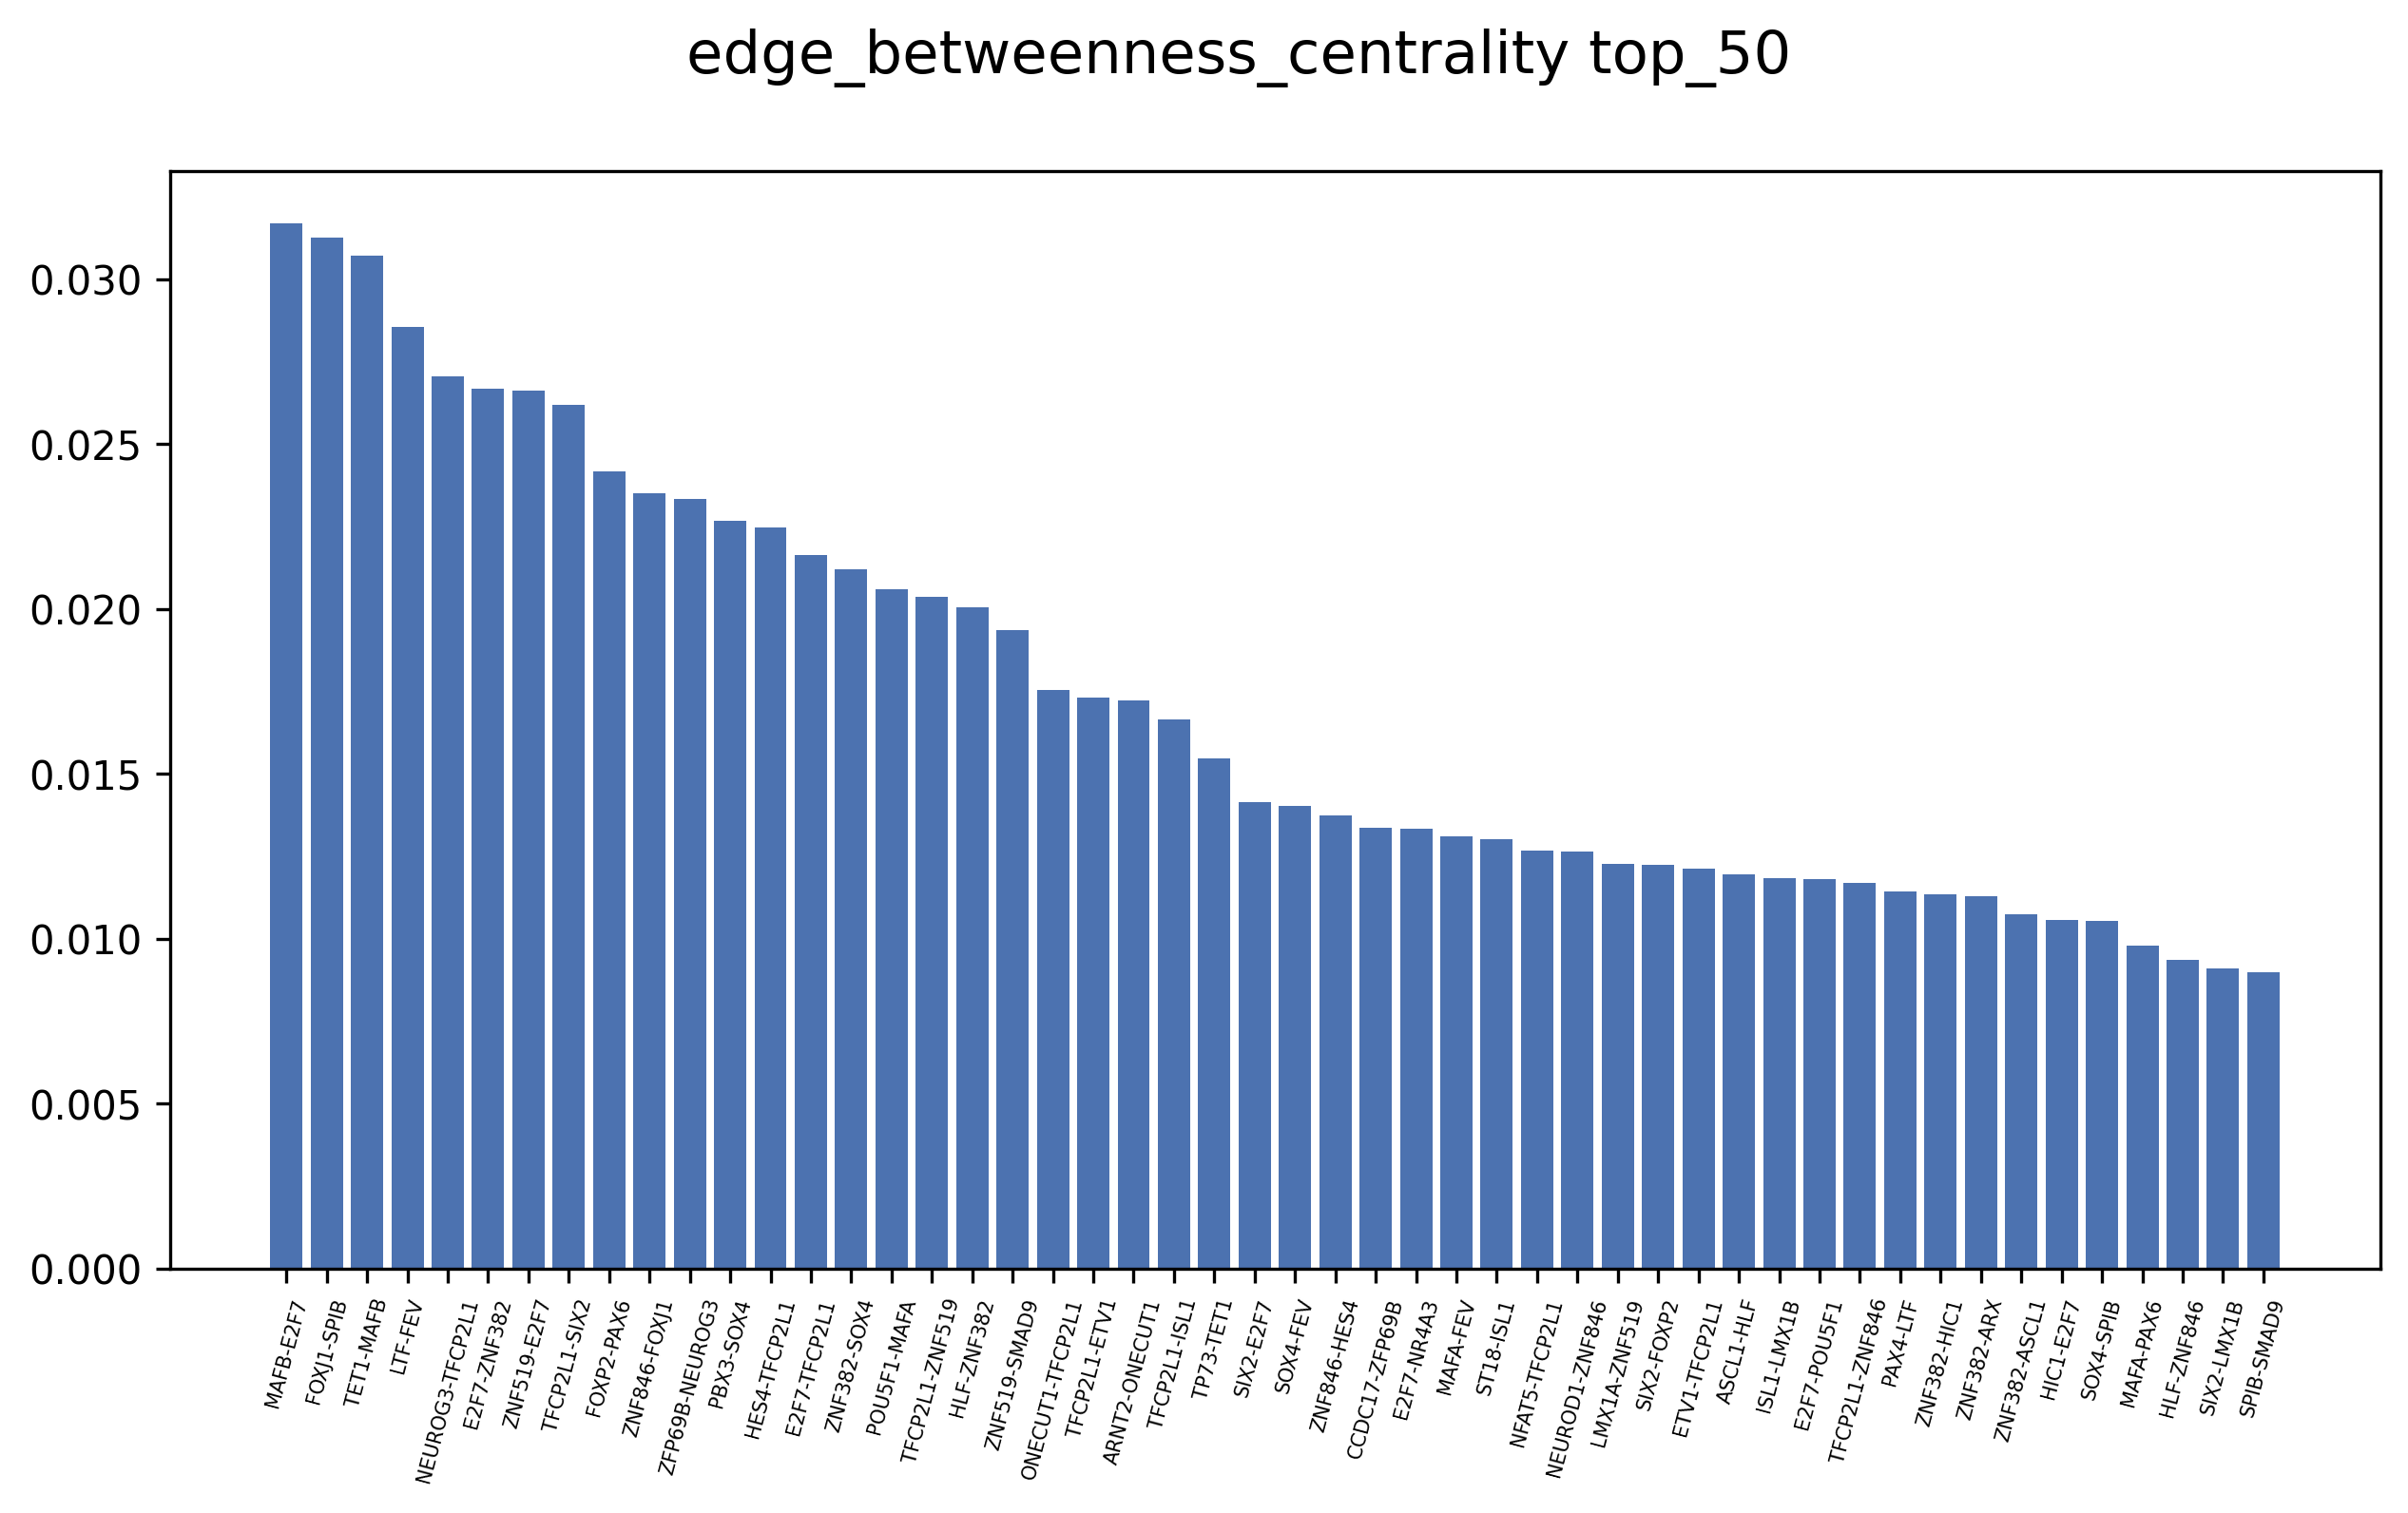 edge_betweenness_centrality top_50
0.030
0.025
0.020
0.015
0.010
0.005
0.000
MAFB-E2F7
FOXJ1-SPIB
TET1-MAFB
LTF-FEV
NEUROG3-TFCP2L1
E2F7-ZNF382
ZNF519-E2F7
TFCP2L1-SIX2
FOXP2-PAX6
ZNF846-FOXJ1
ZFP69B-NEUROG3
PBX3-SOX4
HES4-TFCP2L1
E2F7-TFCP2L1
ZNF382-SOX4
POU5F1-MAFA
TFCP2L1-ZNF519
HLF-ZNF382
ZNF519-SMAD9
ONECUT1-TFCP2L1
TFCP2L1-ETV1
ARNT2-ONECUT1
TFCP2L1-ISL1
TP73-TET1
SIX2-E2F7
SOX4-FEV
ZNF846-HES4
CCDC17-ZFP69B
E2F7-NR4A3
MAFA-FEV
ST18-ISL1
NFAT5-TFCP2L1
NEUROD1-ZNF846
LMX1A-ZNF519
SIX2-FOXP2
ETV1-TFCP2L1
ASCL1-HLF
ISL1-LMX1B
E2F7-POU5F1
TFCP2L1-ZNF846
PAX4-LTF
ZNF382-HIC1
ZNF382-ARX
ZNF382-ASCL1
HIC1-E2F7
SOX4-SPIB
MAFA-PAX6
HLF-ZNF846
SIX2-LMX1B
SPIB-SMAD9